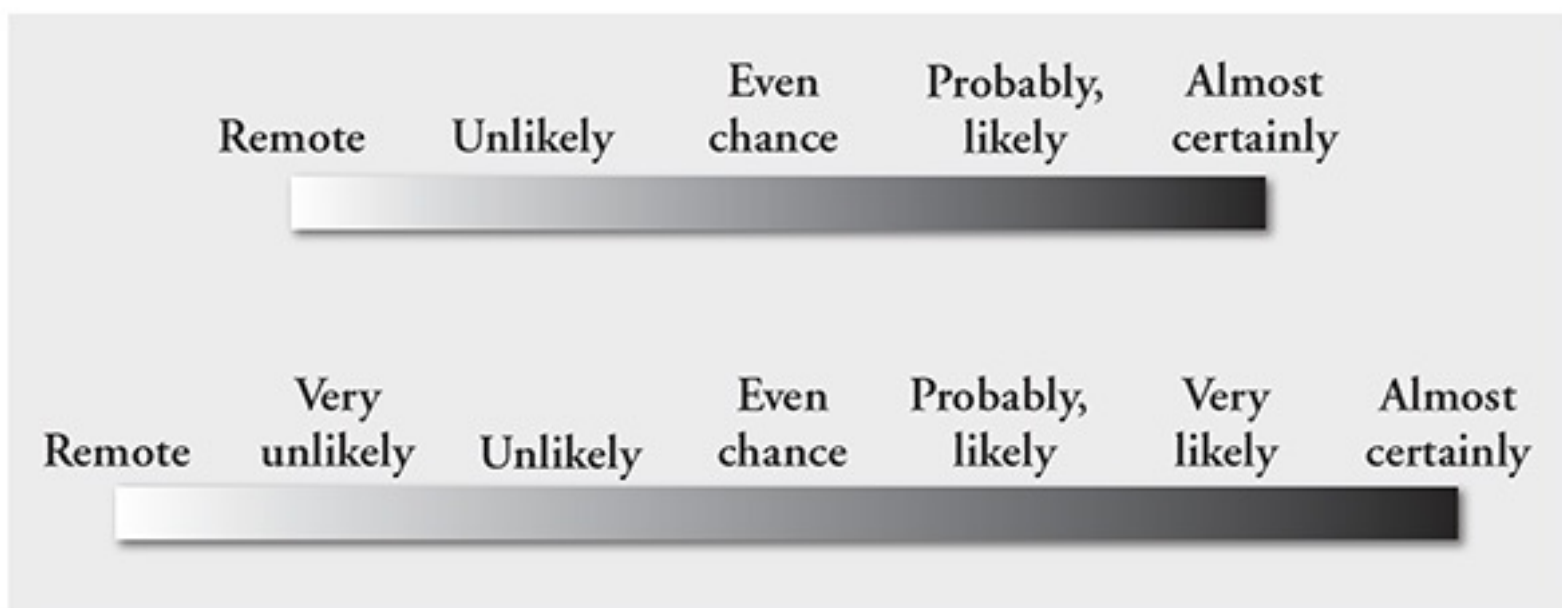 Even Probably, Almost
Remote Unlikely chance likely certainly
Very Even Probably, Very Almost
Remote unlikely Unlikely chance likely likely certainly